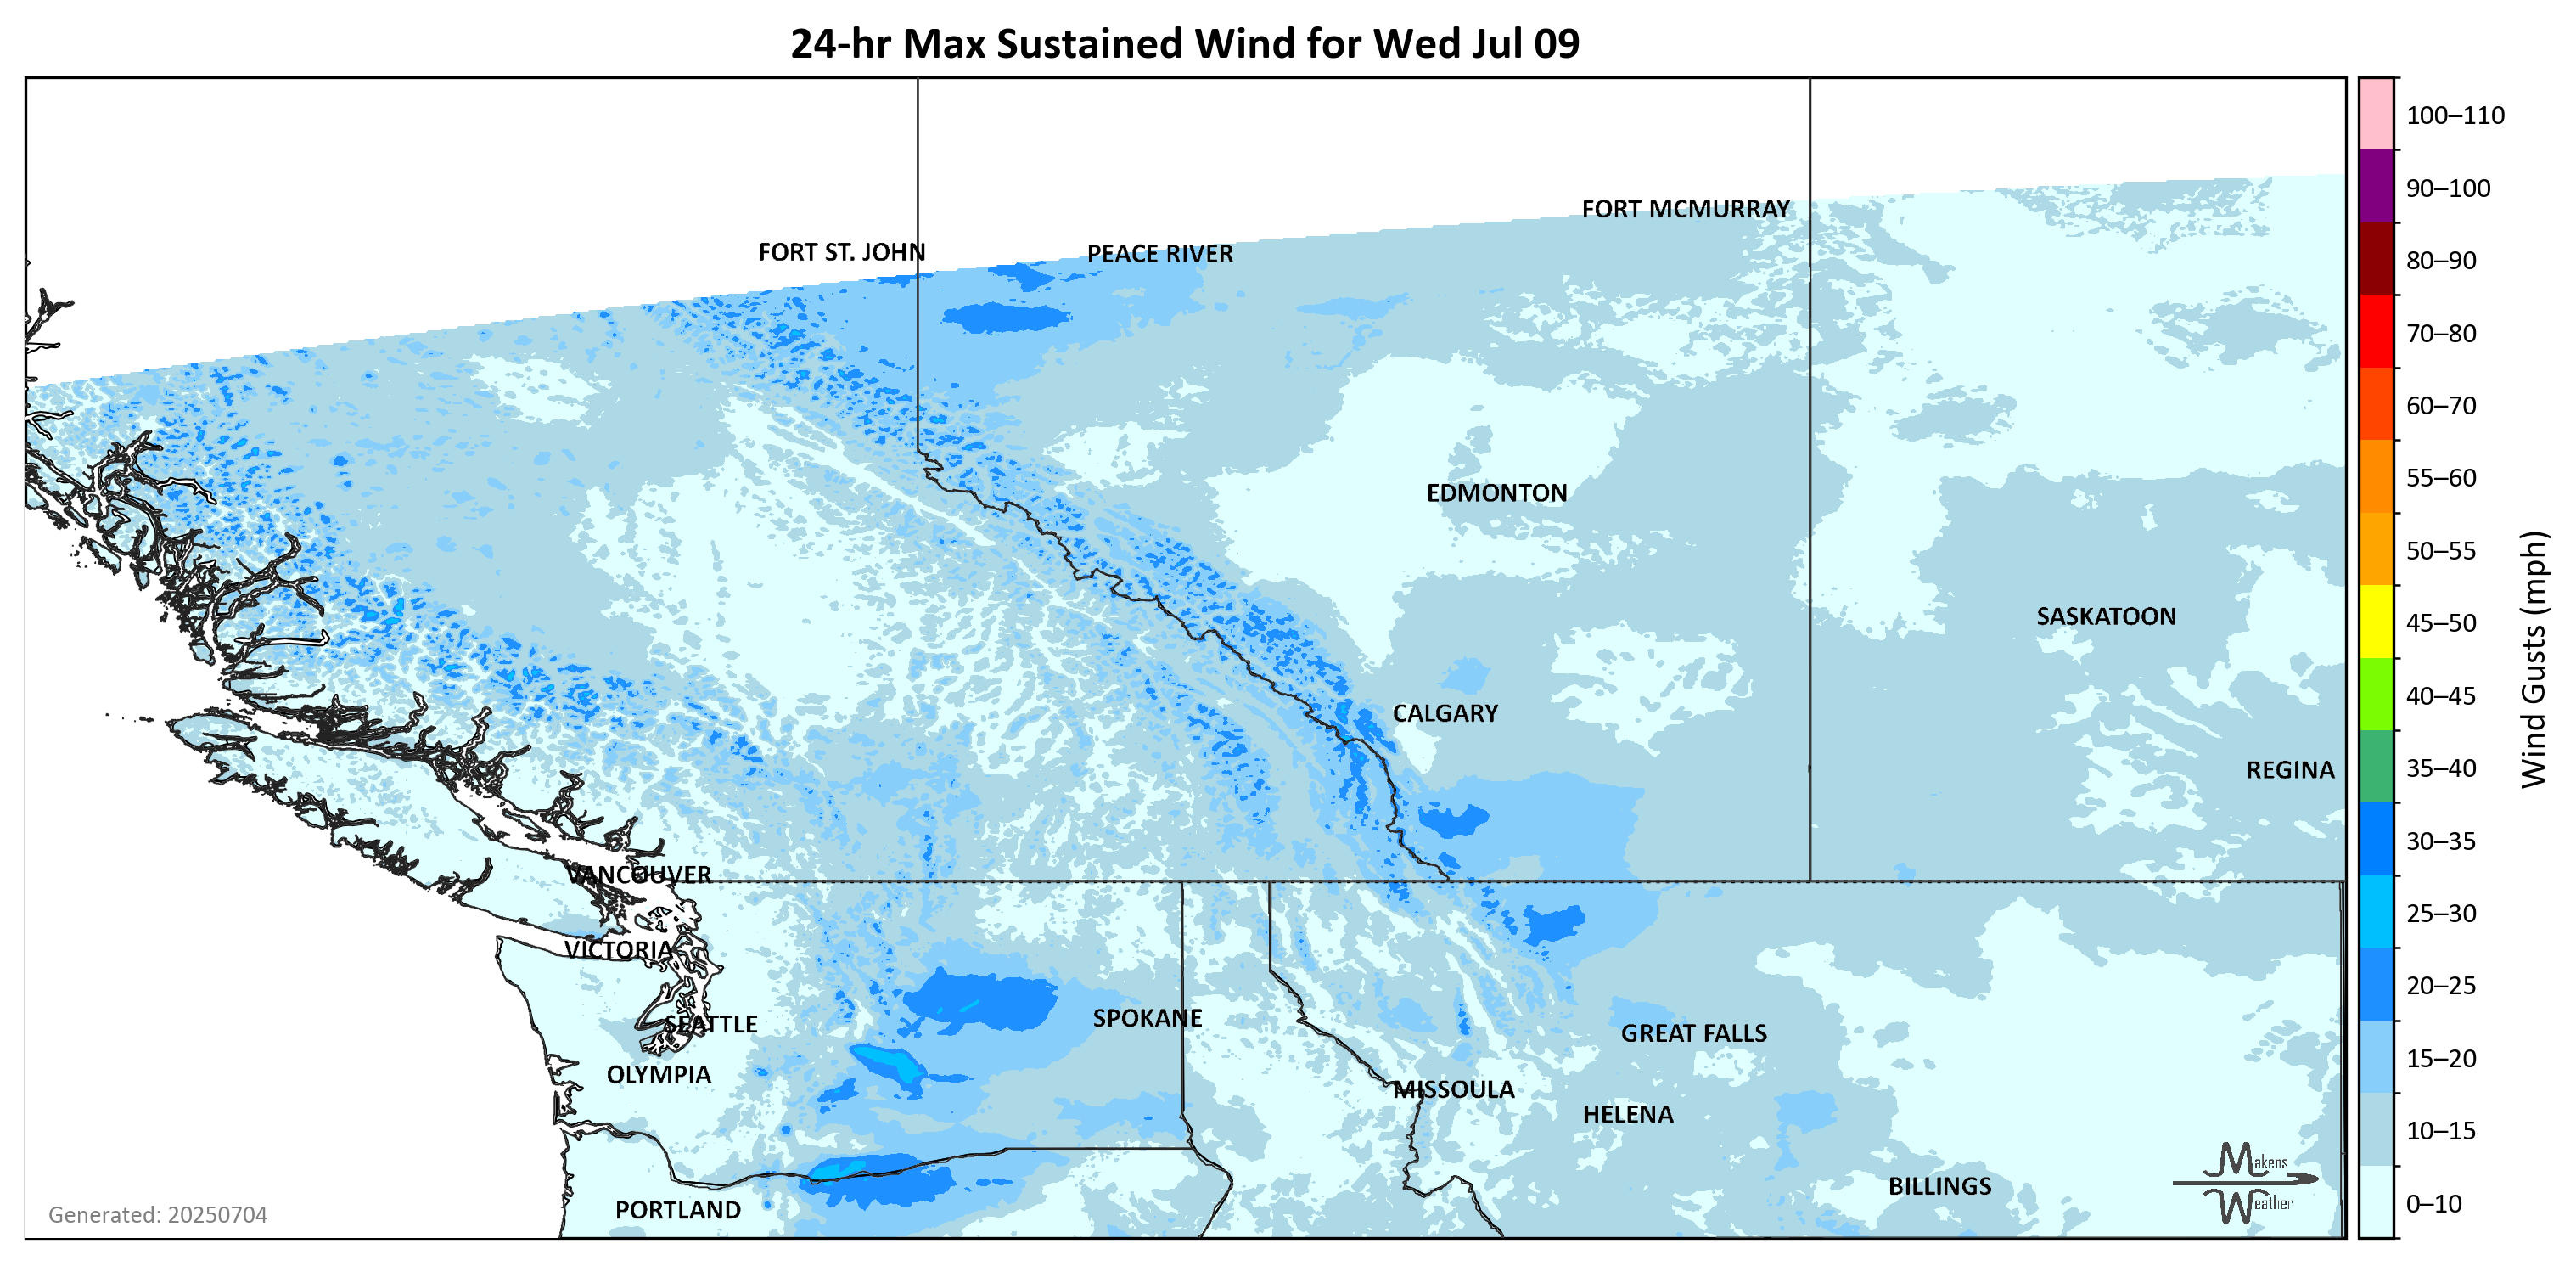 24-hr Max Sustained Wind for Wed Jul 09
100–110
90–100
80–90
70–80
60–70
55–60
50–55
45–50
40–45
35–40
30–35
25–30
20–25
15–20
10–15
0–10
Wind Gusts (mph)
FORT MCMURRAY
FORT ST. JOHN
PEACE RIVER
EDMONTON
SASKATOON
CALGARY
REGINA
VANCOUVER
VICTORIA
SEATTLE
SPOKANE
GREAT FALLS
OLYMPIA
MISSOULA
HELENA
BILLINGS
PORTLAND
Makens
Weather
Generated: 20250704